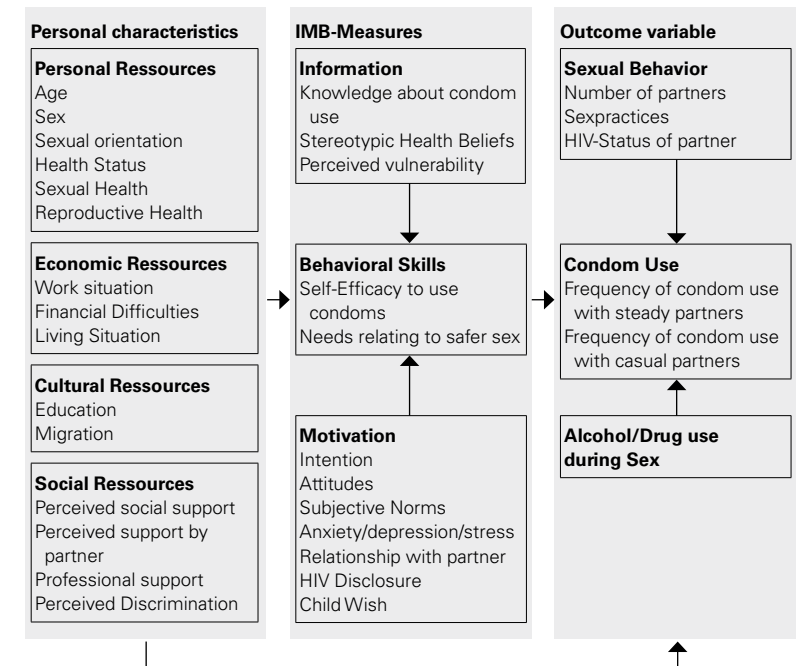 Personal characteristics
Personal Ressources
Age
Sex
Sexual orientation
Health Status
Sexual Health
Reproductive Health
Economic Ressources
Work situation
Financial Difficulties
Living Situation
Cultural Ressources
Education
Migration
Social Ressources
Perceived social support
Perceived support by
partner
Professional support
Perceived Discrimination
IMB-Measures
Information
Knowledge about condom
use
Stereotypic Health Beliefs
Perceived vulnerability
Behavioral Skills
Self-Efficacy to use
condoms
Needs relating to safer sex
Motivation
Intention
Attitudes
Subjective Norms
Anxiety/depression/stress
Relationship with partner
HIV Disclosure
Child Wish
Outcome variable
Sexual Behavior
Number of partners
Sexpractices
HIV-Status of partner
Condom Use
Frequency of condom use
with steady partners
Frequency of condom use
with casual partners
Alcohol/Drug use
during Sex